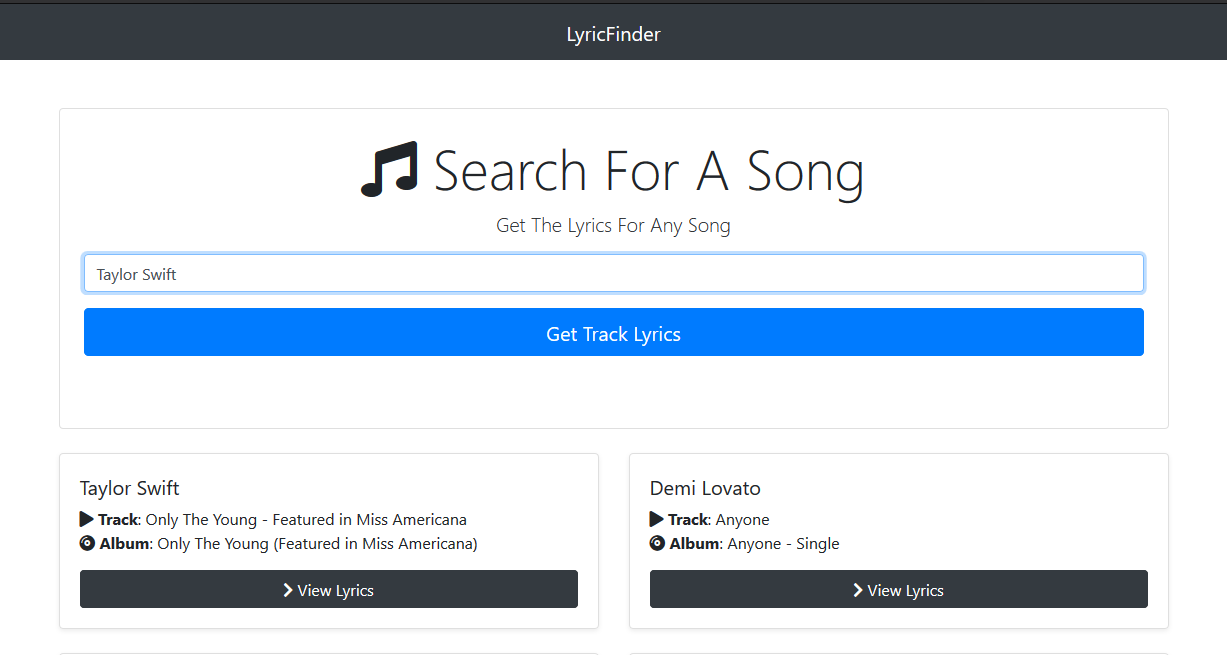 LyricFinder
Search For A Song
Get The Lyrics For Any Song
Taylor Swift
Get Track Lyrics
Taylor Swift
Track: Only The Young - Featured in Miss Americana
Album: Only The Young (Featured in Miss Americana)
View Lyrics
Demi Lovato
Track: Anyone
Album: Anyone - Single
View Lyrics